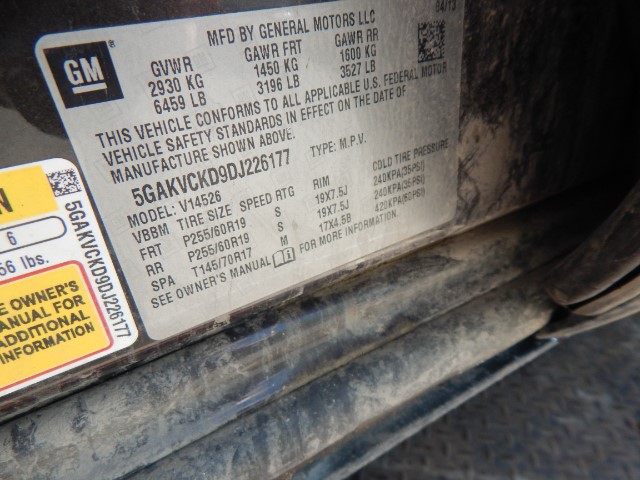 GM
MFD BY GENERAL MOTORS LLC
04/13
GVWR GAWR FRT GAWR RR
2930 KG 1450 KG 1600 KG
6459 LB 3196 LB 3527 LB
THIS VEHICLE CONFORMS TO ALL APPLICABLE U.S. FEDERAL MOTOR
VEHICLE SAFETY STANDARDS IN EFFECT ON THE DATE OF
MANUFACTURE SHOWN ABOVE.
5GAKVCKD9DJ226177 TYPE: M.P.V.
MODEL: V14526
VBBM TIRE SIZE SPEED RTG RIM COLD TIRE PRESSURE
FRT P255/60R19 S 19X7.5J 240KPA(35PSI)
RR P255/60R19 S 19X7.5J 240KPA(35PSI)
SPA T145/70R17 M 17X4.5B 420KPA(60PSI)
SEE OWNER'S MANUAL FOR MORE INFORMATION.
N
6
56 lbs.
E OWNER'S
ANUAL FOR
ADDITIONAL
INFORMATION
5GAKVCKD9DJ226177